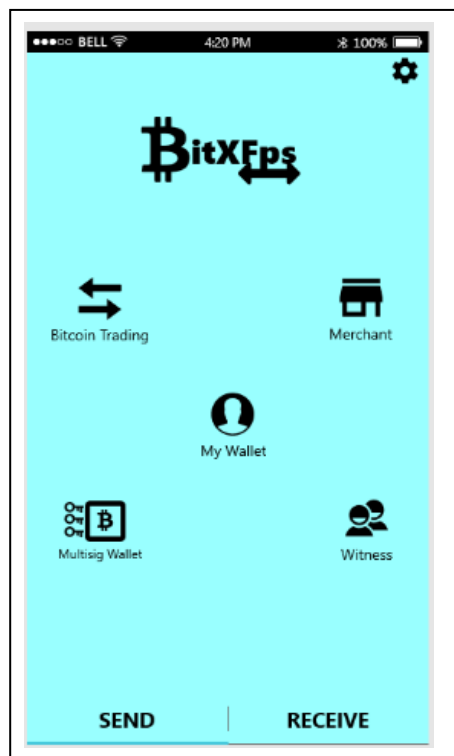 BELL 4:20 PM 100%
BitXFps
Bitcoin Trading Merchant
My Wallet
Multisig Wallet Witness
SEND RECEIVE